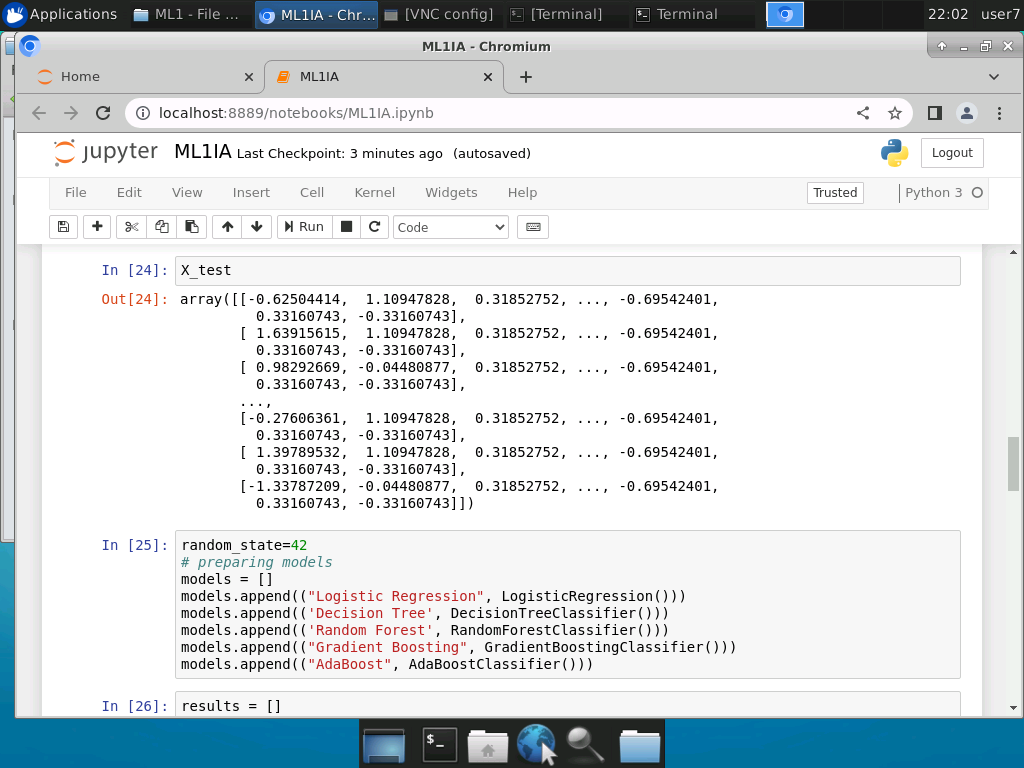 Applications ML1 - File ... ML1IA - Chr... [VNC config] [Terminal] Terminal 22:02 user7
ML1IA - Chromium
Home ML1IA
localhost:8889/notebooks/ML1IA.ipynb
jupyter ML1IA Last Checkpoint: 3 minutes ago (autosaved) Logout
File Edit View Insert Cell Kernel Widgets Help Trusted Python 3
Run Code
In [24]: X_test
Out[24]: array([[-0.62504414,  1.10947828,  0.31852752, ..., -0.69542401,
0.33160743, -0.33160743],
[ 1.63915615,  1.10947828,  0.31852752, ..., -0.69542401,
0.33160743, -0.33160743],
[ 0.98292669, -0.04480877,  0.31852752, ..., -0.69542401,
0.33160743, -0.33160743],
...,
[-0.27606361,  1.10947828,  0.31852752, ..., -0.69542401,
0.33160743, -0.33160743],
[ 1.39789532,  1.10947828,  0.31852752, ..., -0.69542401,
0.33160743, -0.33160743],
[-1.33787209, -0.04480877,  0.31852752, ..., -0.69542401,
0.33160743, -0.33160743]])
In [25]: random_state=42
# preparing models
models = []
models.append(("Logistic Regression", LogisticRegression()))
models.append(('Decision Tree', DecisionTreeClassifier()))
models.append(('Random Forest', RandomForestClassifier()))
models.append(("Gradient Boosting", GradientBoostingClassifier()))
models.append(("AdaBoost", AdaBoostClassifier()))
In [26]: results = []